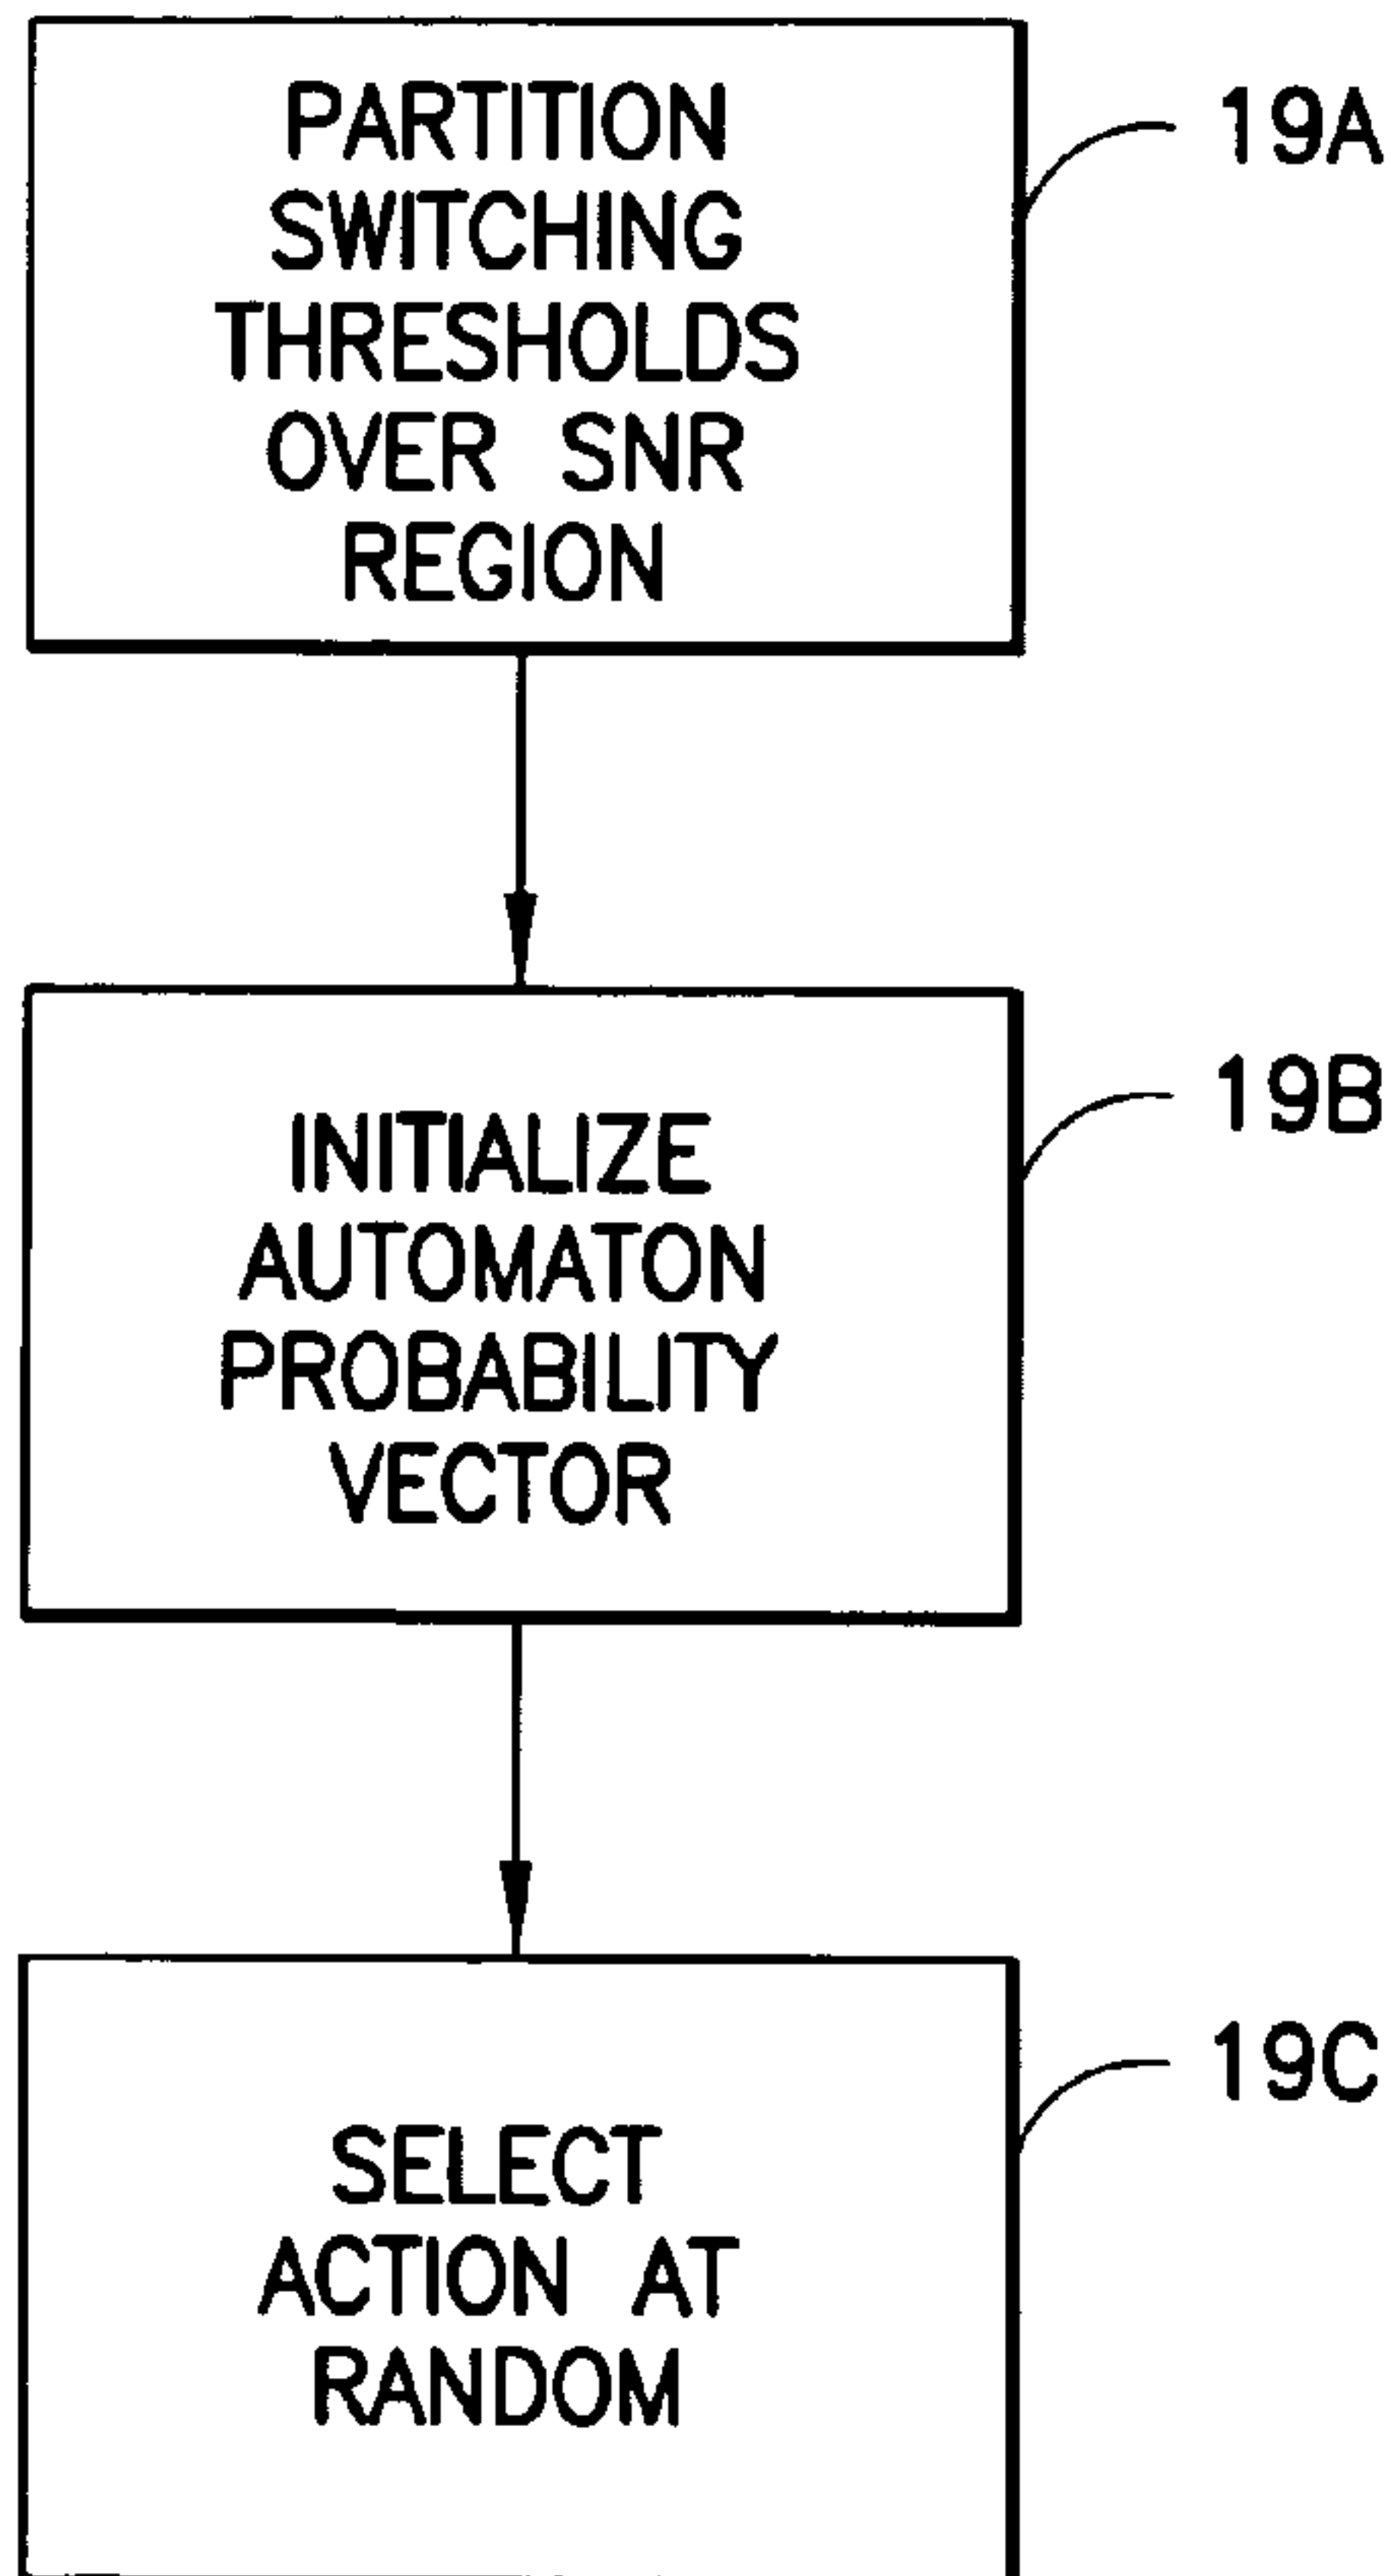 PARTITION
SWITCHING
THRESHOLDS
OVER SNR
REGION
19A
INITIALIZE
AUTOMATON
PROBABILITY
VECTOR
19B
SELECT
ACTION AT
RANDOM
19C